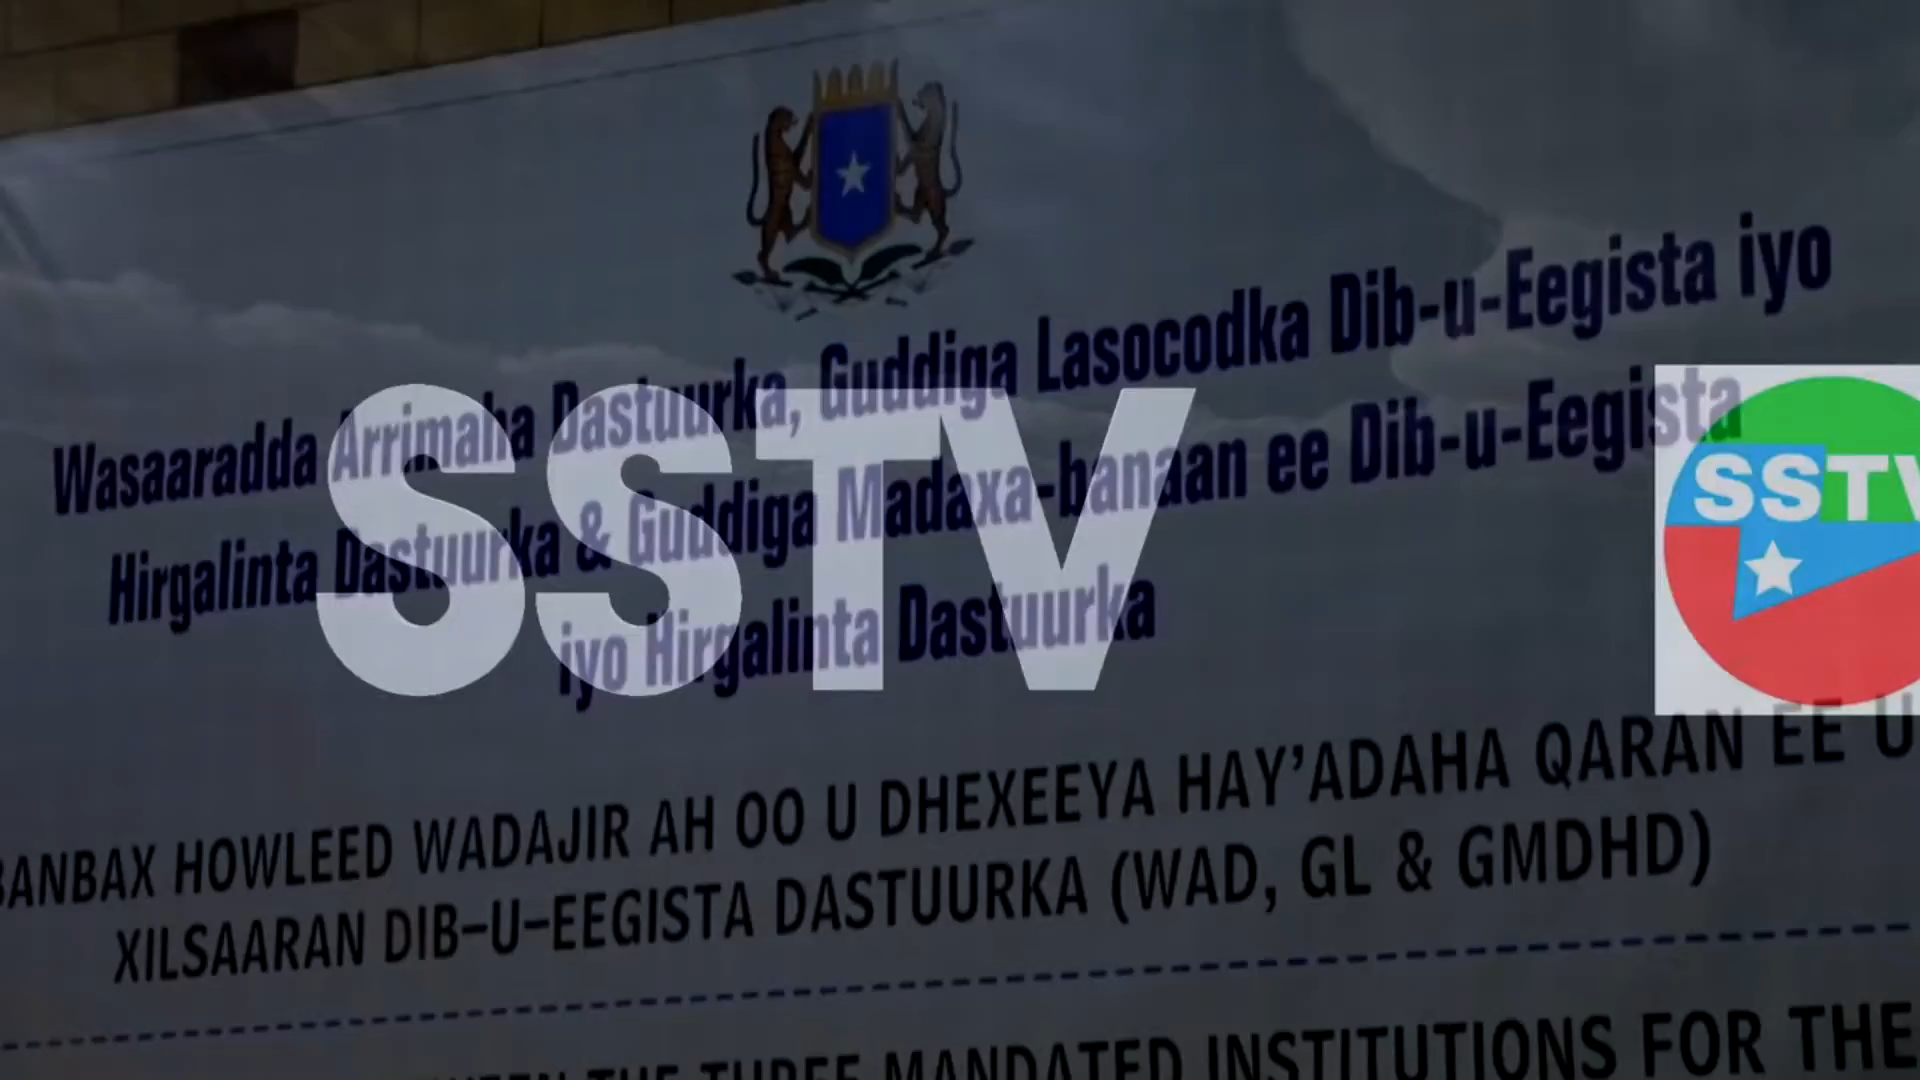 Wasaaradda Arrimaha Dastuurka, Guddiga Lasocodka Dib-u-Eegista iyo
Hirgalinta Dastuurka & Guddiga Madaxa-banaan ee Dib-u-Eegista
iyo Hirgalinta Dastuurka
SSTV
SSTV
HOWLEED WADAJIR AH OO U DHEXEEYA HAY'ADAHA QARAN EE U
XILSAARAN DIB-U-EEGISTA DASTUURKA (WAD, GL & GMDHD)
THE THREE MANDATED INSTITUTIONS FOR THE